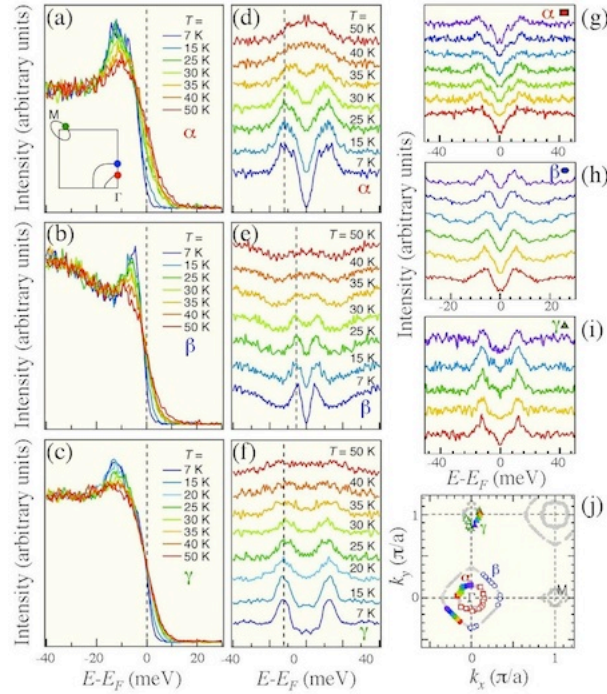 (a)
T =
7 K
15 K
25 K
30 K
35 K
40 K
50 K
α
M
Γ
Intensity (arbitrary units)
(b)
T =
7 K
15 K
25 K
30 K
35 K
40 K
50 K
β
Intensity (arbitrary units)
(c)
T =
7 K
15 K
20 K
25 K
30 K
35 K
40 K
50 K
γ
Intensity (arbitrary units)
-40 -20 0 20
E-EF (meV)
(d)
T =
50 K
40 K
35 K
30 K
25 K
15 K
7 K
α
(e)
T = 50 K
40 K
35 K
30 K
25 K
15 K
7 K
β
(f)
T = 50 K
40 K
35 K
30 K
25 K
20 K
15 K
7 K
γ
-40 0 40
E-EF (meV)
Intensity (arbitrary units)
α
(g)
-40 0 40
β
(h)
-20 0 20
γ
(i)
-40 0 40
E-EF (meV)
(j)
1
0
ky (π/a)
γ
α
β
Γ
M
0 1
kx (π/a)